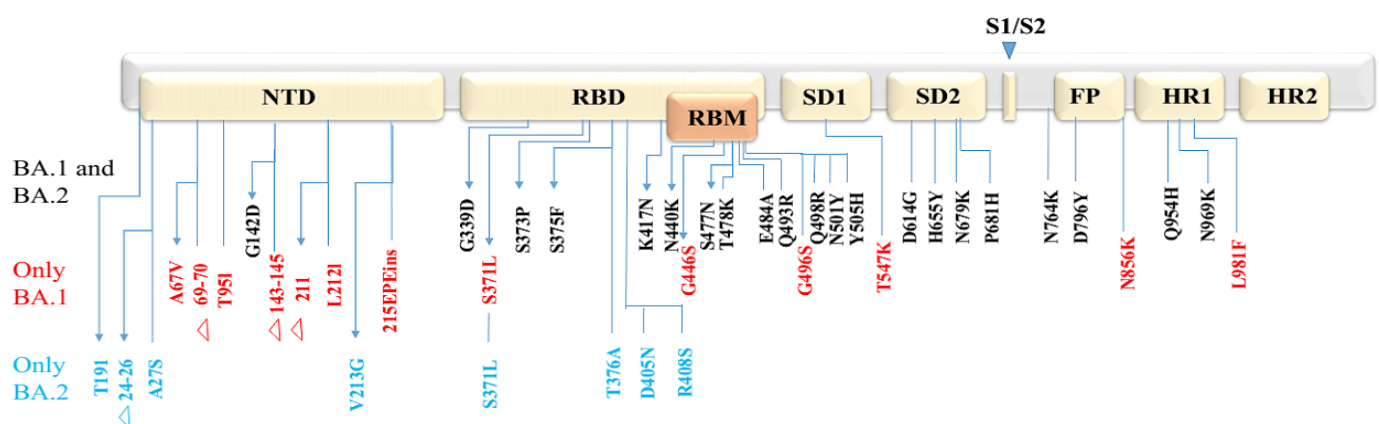 S1/S2
NTD
RBD
RBM
SD1
SD2
FP
HR1
HR2
BA.1 and
BA.2
G142D
G339D
S373P
S375F
K417N
N440K
S477N
T478K
E484A
Q493R
Q498R
N501Y
Y505H
D614G
H655Y
N679K
P681H
N764K
D796Y
Q954H
N969K
Only
BA.1
A67V
△ 69-70
T95I
△ 143-145
△ 211
L212I
215EPEins
S371L
G446S
G496S
T547K
N856K
L981F
Only
BA.2
T191
△ 24-26
A27S
V213G
S371L
T376A
D405N
R408S